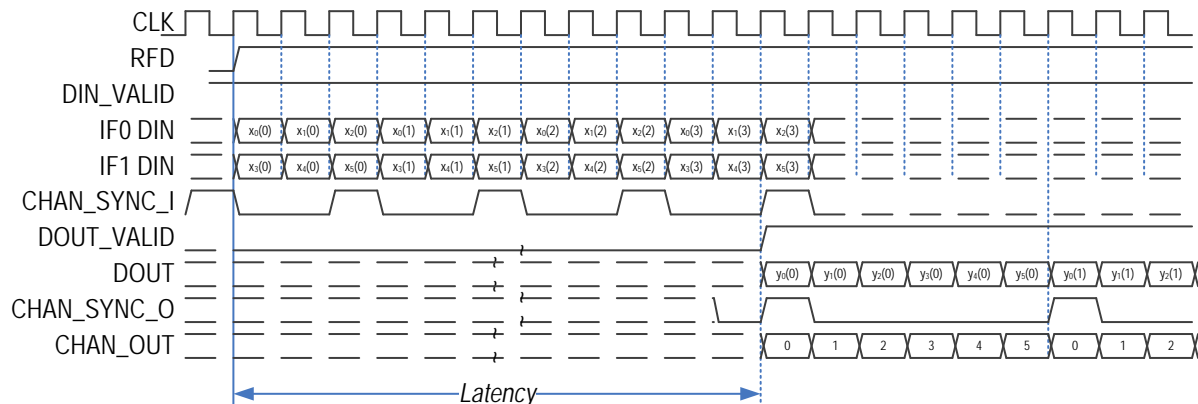 CLK
RFD
DIN_VALID
IF0 DIN x₀(0) x₁(0) x₂(0) x₀(1) x₁(1) x₂(1) x₀(2) x₁(2) x₂(2) x₀(3) x₁(3) x₂(3)
IF1 DIN x₃(0) x₄(0) x₅(0) x₃(1) x₄(1) x₅(1) x₃(2) x₄(2) x₅(2) x₃(3) x₄(3) x₅(3)
CHAN_SYNC_I
DOUT_VALID
DOUT y₀(0) y₁(0) y₂(0) y₃(0) y₄(0) y₅(0) y₀(1) y₁(1) y₂(1)
CHAN_SYNC_O
CHAN_OUT 0 1 2 3 4 5 0 1 2
Latency